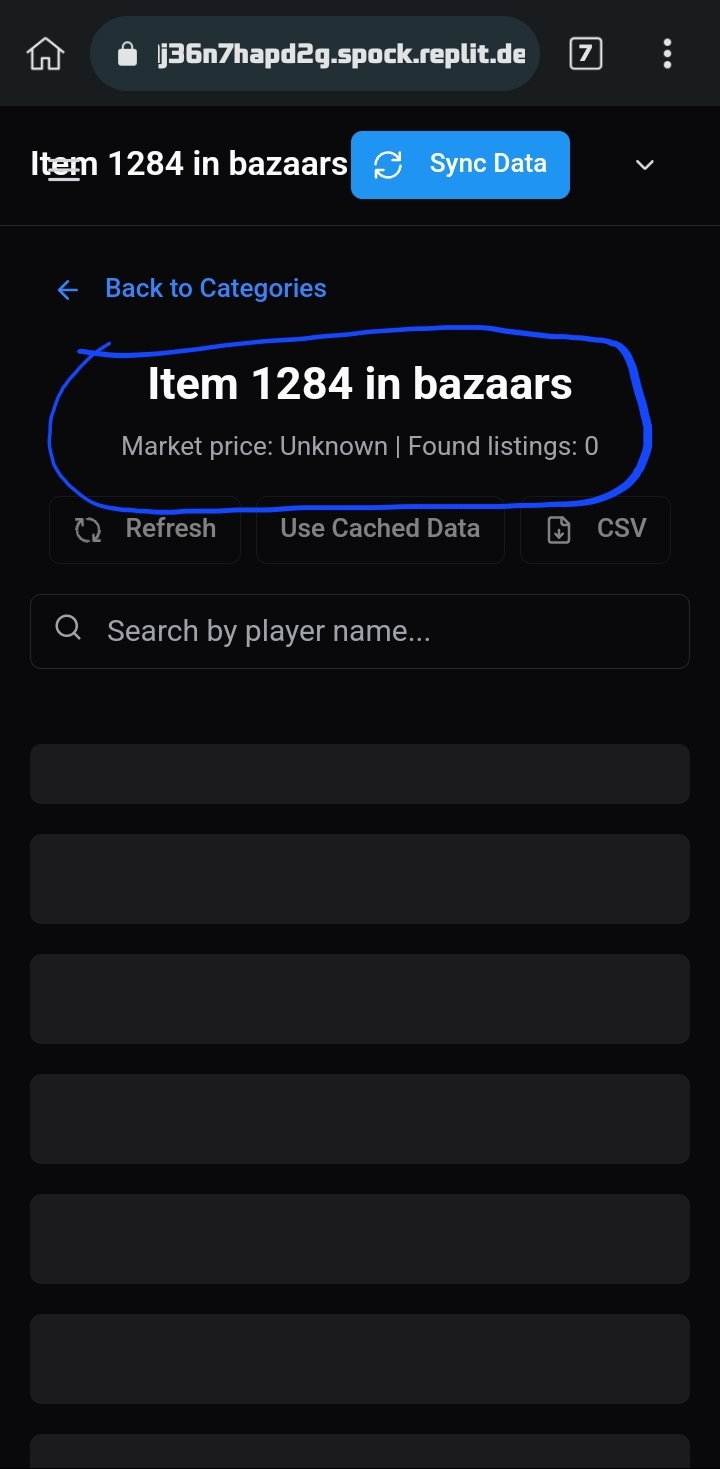 j36n7hapd2g.spock.replit.de
7
Item 1284 in bazaars
Sync Data
Back to Categories
Item 1284 in bazaars
Market price: Unknown | Found listings: 0
Refresh
Use Cached Data
CSV
Search by player name...